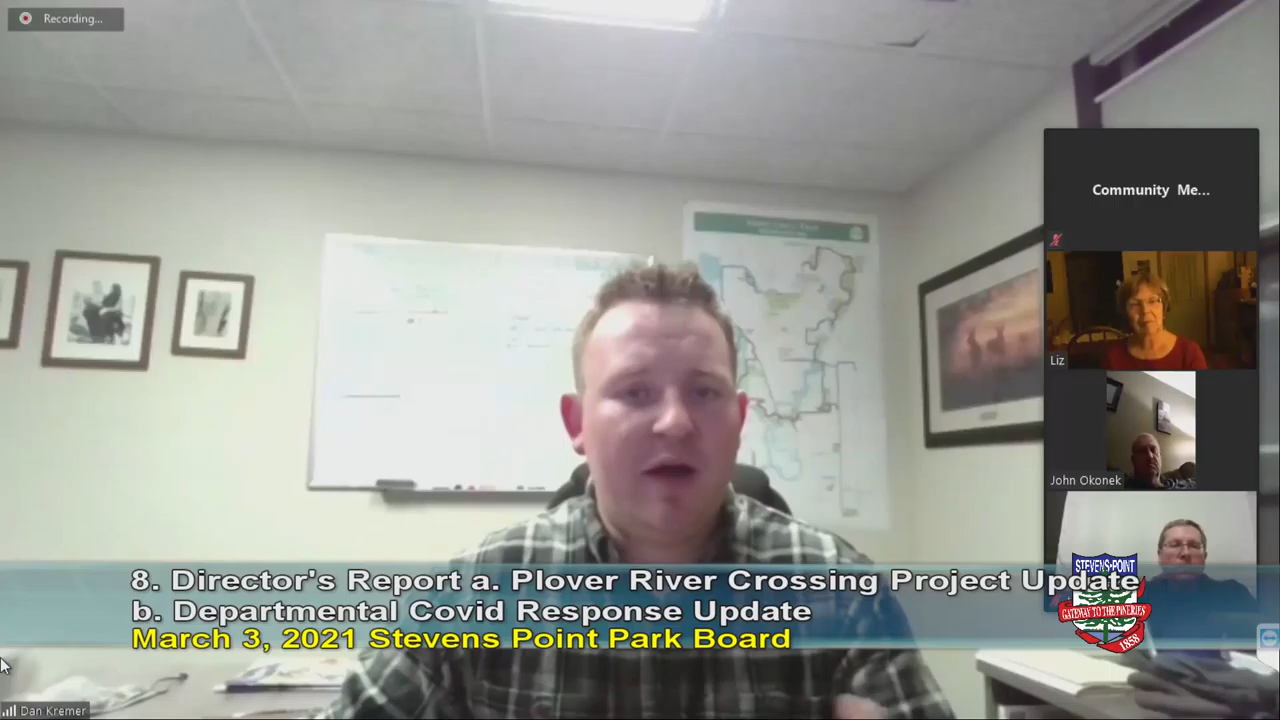 Recording...
Community Me...
Liz
John Okonek
8. Director's Report a. Plover River Crossing Project Update
b. Departmental Covid Response Update
March 3, 2021 Stevens Point Park Board
STEVENS POINT
GATEWAY TO THE PINERIES
1858
Dan Kremer